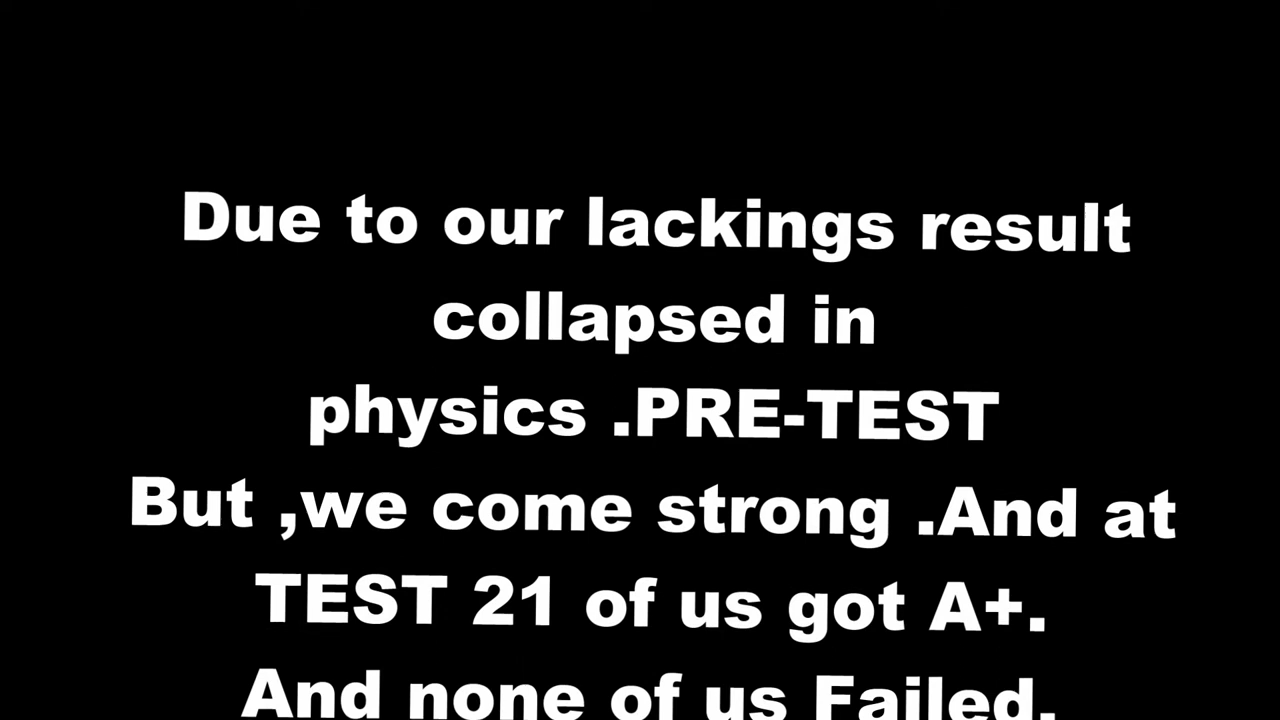 Due to our lackings result
collapsed in
physics .PRE-TEST
But ,we come strong .And at
TEST 21 of us got A+.
And none of us Failed.